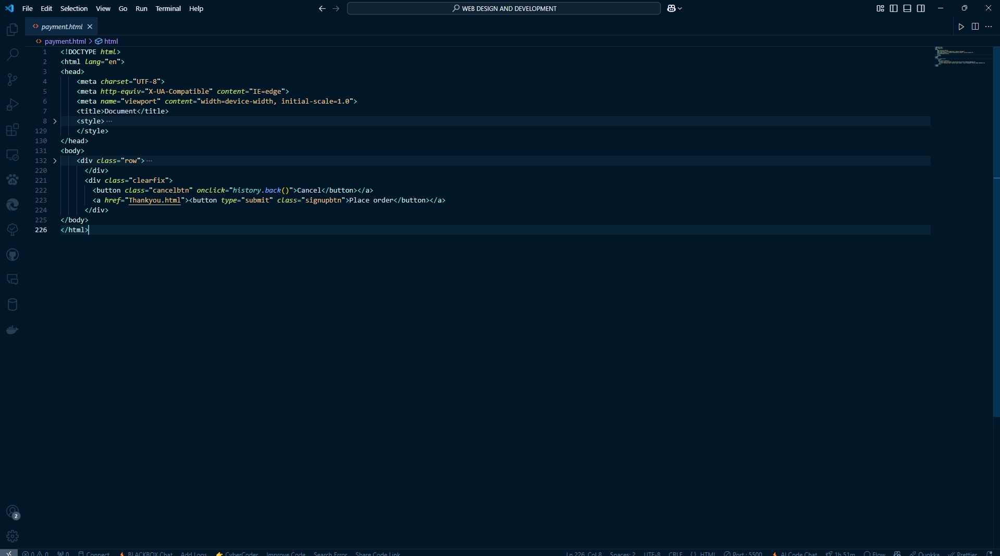 File Edit Selection View Go Run Terminal Help
WEB DESIGN AND DEVELOPMENT
payment.html
payment.html > html
1 <!DOCTYPE html>
2 <html lang="en">
3 <head>
4 <meta charset="UTF-8">
5 <meta http-equiv="X-UA-Compatible" content="IE=edge">
6 <meta name="viewport" content="width=device-width, initial-scale=1.0">
7 <title>Document</title>
8 <style>···
129 </style>
130 </head>
131 <body>
132 <div class="row">···
220 </div>
221 <div class="clearfix">
222 <button class="cancelbtn" onclick="history.back()">Cancel</button></a>
223 <a href="Thankyou.html"><button type="submit" class="signupbtn">Place order</button></a>
224 </div>
225 </body>
226 </html>
2
0 0 0 Connect BLACKBOX Chat Add Logs CyberCoder Improve Code Search Error Share Code Link Ln 226, Col 8 Spaces: 2 UTF-8 CRLF {} HTML Port : 5500 AI Code Chat 1h 51m Flow Quokka Prettier